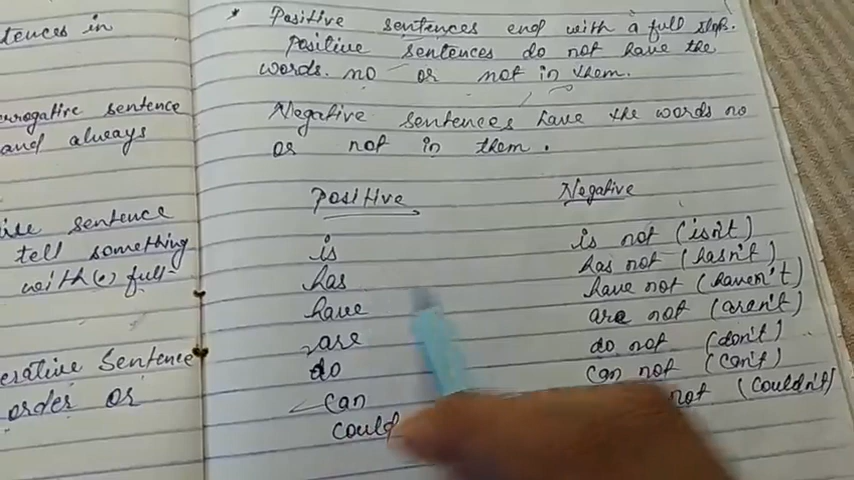 tences in
errogative sentence
and always
ise sentence
tell something
with(.) full-
erative Sentence
order or
* Positive sentences end with a full stop.
Positive sentences do not have the
words. no or not in them.
Negative sentences have the words no
or not in them.
Positive Negative
is is not (isn't)
has has not (hasn't)
have have not (haven't)
are are not (aren't)
do do not (don't)
can can not (can't)
could not (couldn't)